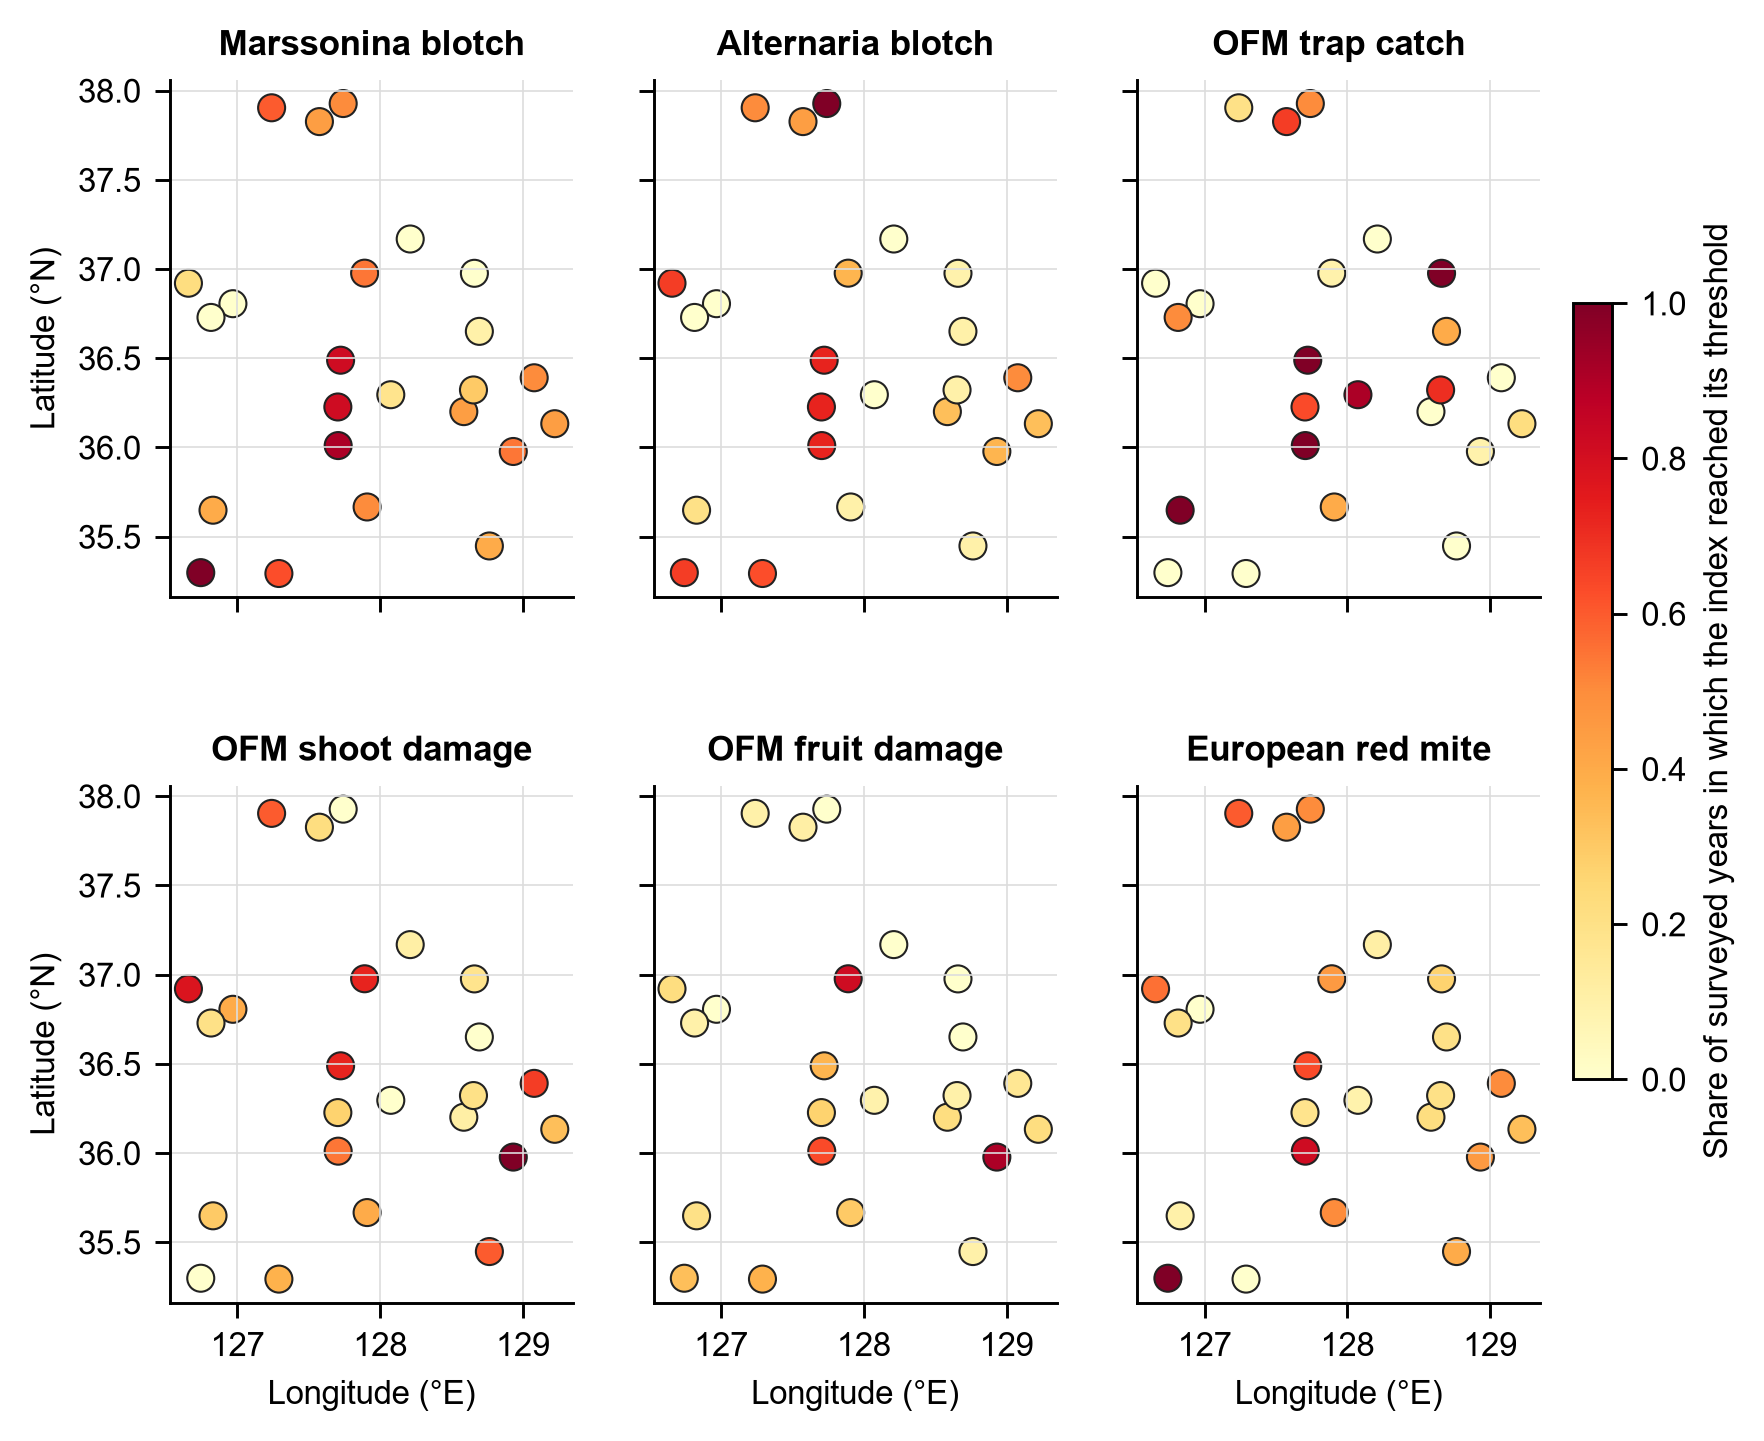 Marssonina blotch
Alternaria blotch
OFM trap catch
38.0
37.5
37.0
36.5
36.0
35.5
Latitude (°N)
OFM shoot damage
OFM fruit damage
European red mite
38.0
37.5
37.0
36.5
36.0
35.5
Latitude (°N)
127
128
129
127
128
129
127
128
129
Longitude (°E)
Longitude (°E)
Longitude (°E)
1.0
0.8
0.6
0.4
0.2
0.0
Share of surveyed years in which the index reached its threshold